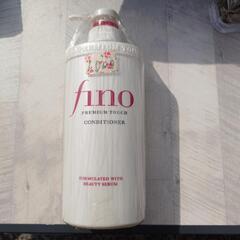 fino
PREMIUM TOUCH
CONDITIONER
FORMULATED WITH
BEAUTY SERUM